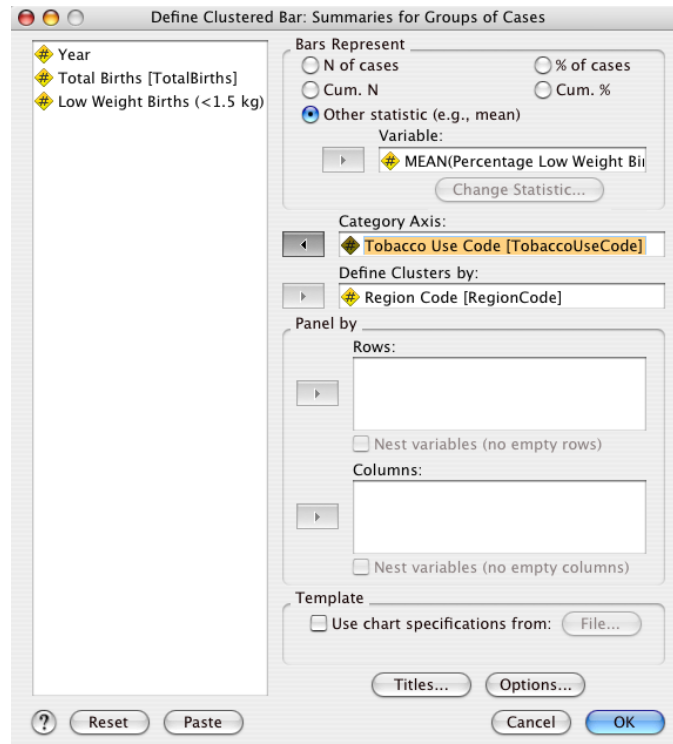 Define Clustered Bar: Summaries for Groups of Cases
Year
Total Births [TotalBirths]
Low Weight Births (<1.5 kg)
Bars Represent
N of cases
% of cases
Cum. N
Cum. %
Other statistic (e.g., mean)
Variable:
MEAN(Percentage Low Weight Bir
Change Statistic...
Category Axis:
Tobacco Use Code [TobaccoUseCode]
Define Clusters by:
Region Code [RegionCode]
Panel by
Rows:
Nest variables (no empty rows)
Columns:
Nest variables (no empty columns)
Template
Use chart specifications from:
File...
Titles...
Options...
?
Reset
Paste
Cancel
OK